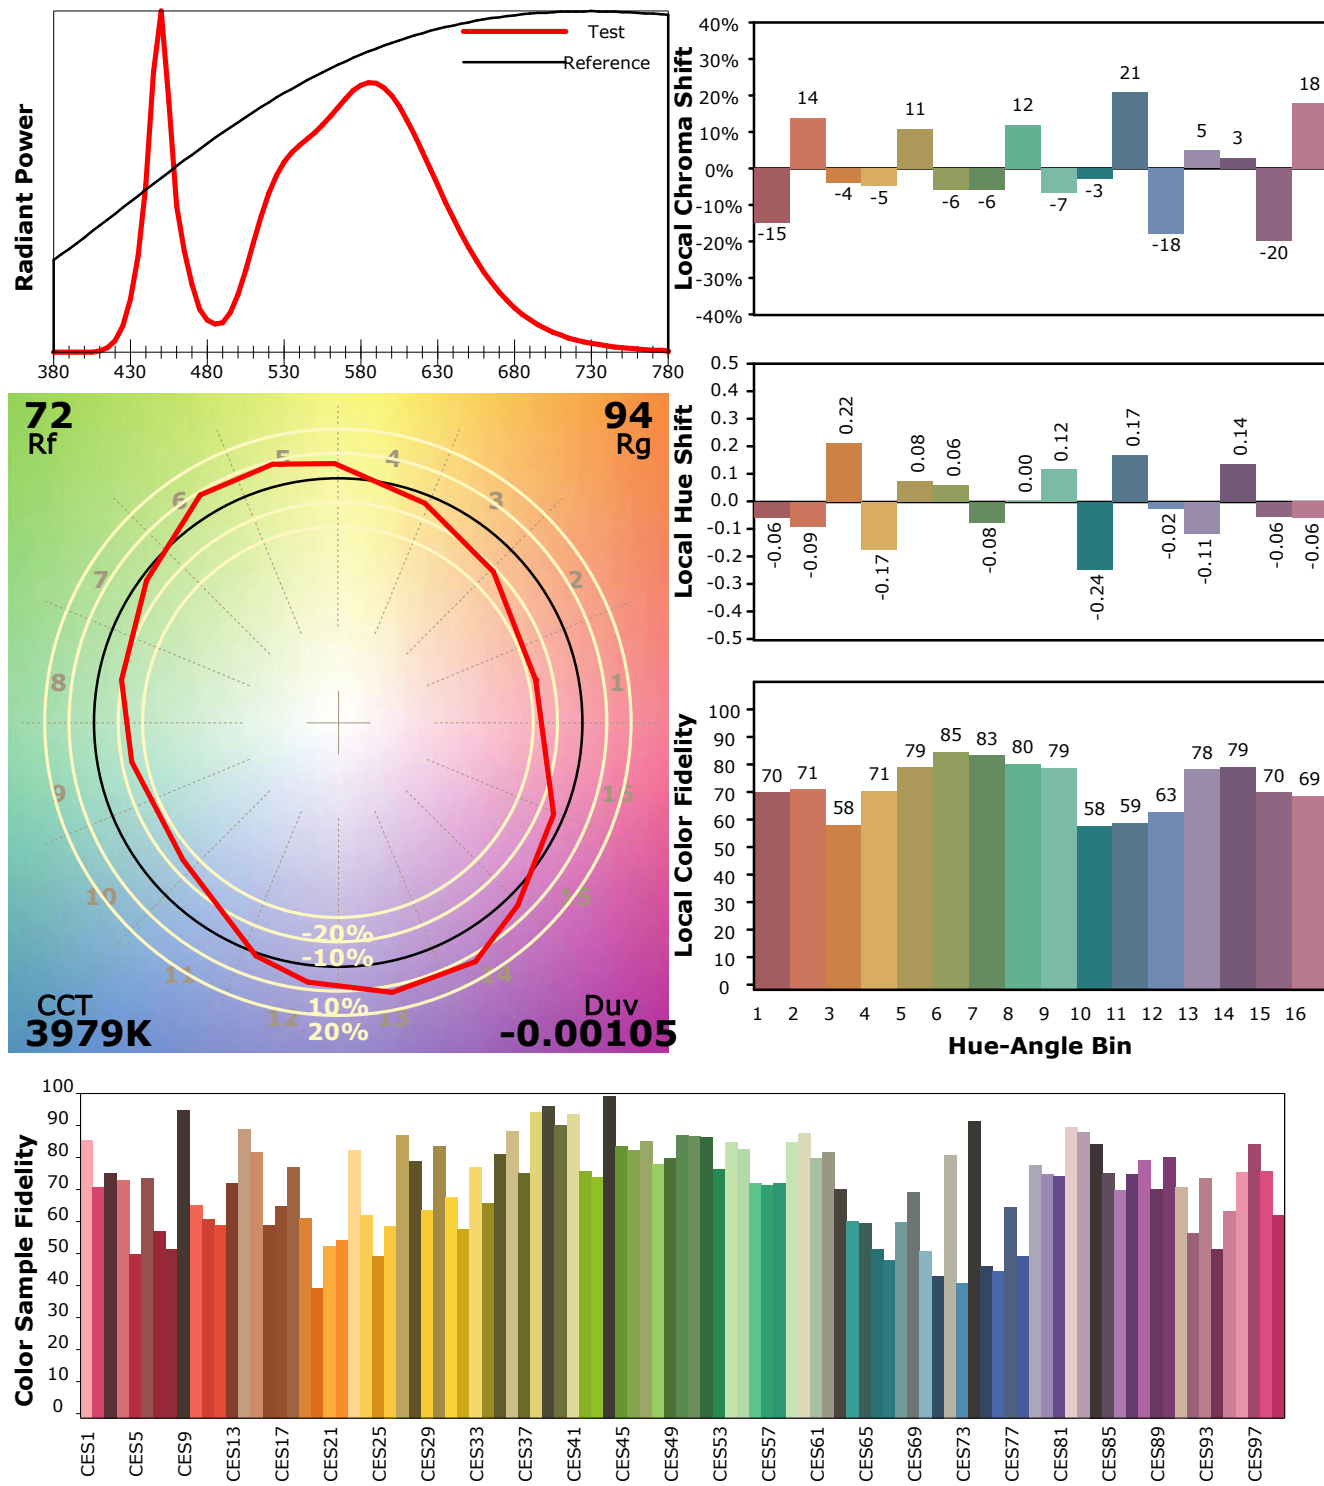 Radiant Power
Test
Reference
380 430 480 530 580 630 680 730 780
Local Chroma Shift
40%
30%
20%
10%
0%
-10%
-20%
-30%
-40%
-15 14 -4 -5 11 -6 -6 12 -7 -3 21 -18 5 3 -20 18
Local Hue Shift
0.5
0.4
0.3
0.2
0.1
0.0
-0.1
-0.2
-0.3
-0.4
-0.5
-0.06 -0.09 0.22 -0.17 0.08 0.06 -0.08 0.00 0.12 -0.24 0.17 -0.02 -0.11 0.14 -0.06 -0.06
72
Rf
94
Rg
1 2 3 4 5 6 7 8 9 10 11 12 13 14 15 16
-20%
-10%
10%
20%
CCT
3979K
Duv
-0.00105
Local Color Fidelity
100
90
80
70
60
50
40
30
20
10
0
70 71 58 71 79 85 83 80 79 58 59 63 78 79 70 69
1 2 3 4 5 6 7 8 9 10 11 12 13 14 15 16
Hue-Angle Bin
Color Sample Fidelity
100
90
80
70
60
50
40
30
20
10
0
CES1 CES5 CES9 CES13 CES17 CES21 CES25 CES29 CES33 CES37 CES41 CES45 CES49 CES53 CES57 CES61 CES65 CES69 CES73 CES77 CES81 CES85 CES89 CES93 CES97